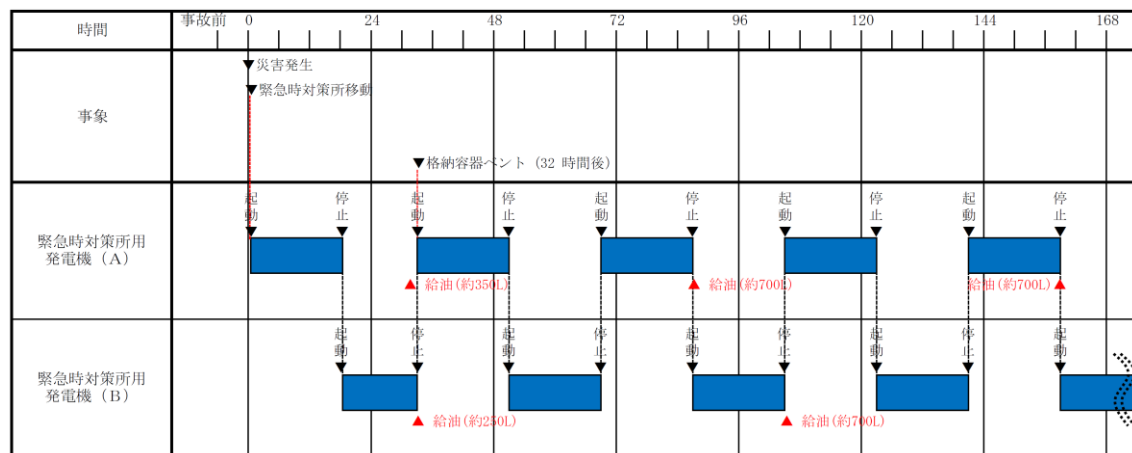 時間 事故前 0 24 48 72 96 120 144 168
事象
▼災害発生
▼緊急時対策所移動
▼格納容器ベント (32 時間後)
緊急時対策所用
発電機（A）
起動 停止 起動 停止 起動 停止 起動 停止 起動 停止
▲ 給油(約350L) ▲ 給油(約700L) 給油(約700L) ▲
緊急時対策所用
発電機（B）
起動 停止 起動 停止 起動 停止 起動 停止 起動
▲ 給油(約250L) ▲ 給油(約700L)